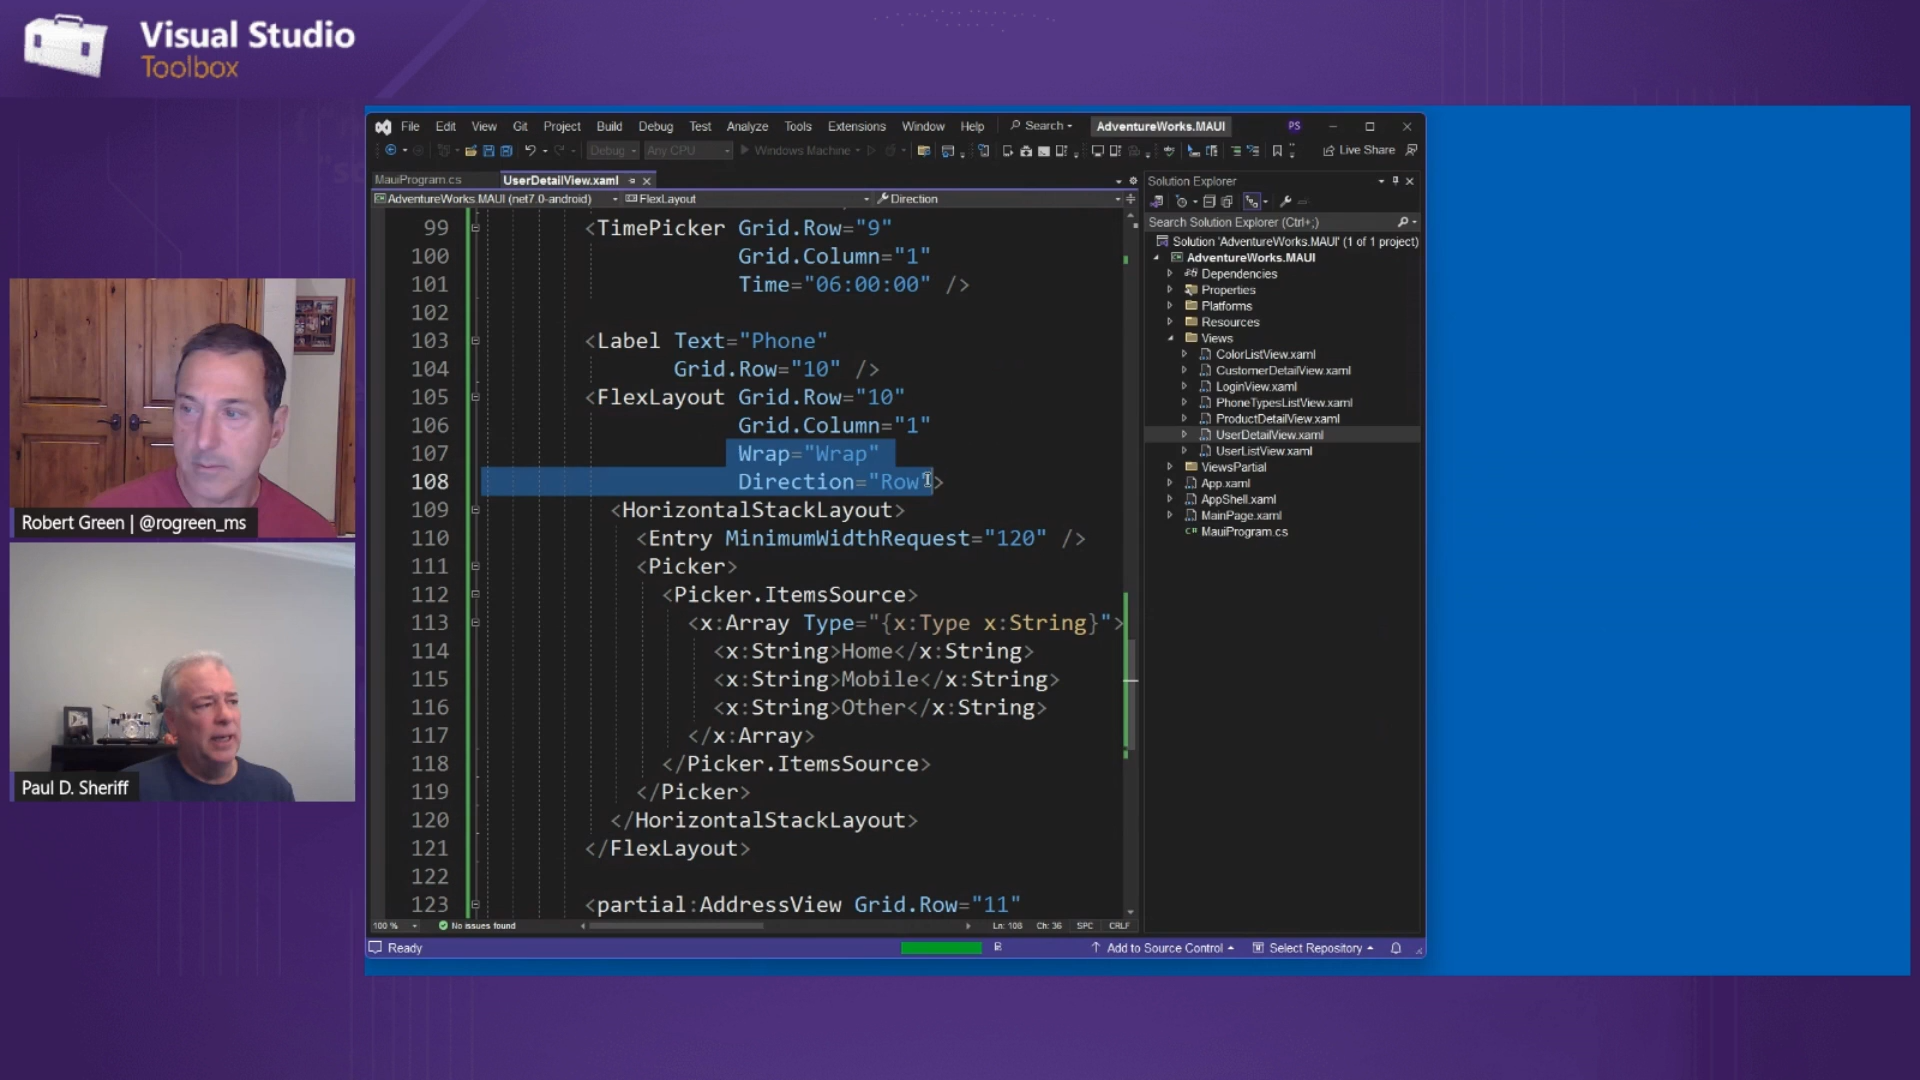 Visual Studio
Toolbox
File Edit View Git Project Build Debug Test Analyze Tools Extensions Window Help Search AdventureWorks.MAUI PS
Debug Any CPU Windows Machine Live Share
MauiProgram.cs UserDetailView.xaml
AdventureWorks.MAUI (net7.0-android) FlexLayout Direction
99 <TimePicker Grid.Row="9"
100 Grid.Column="1"
101 Time="06:00:00" />
102
103 <Label Text="Phone"
104 Grid.Row="10" />
105 <FlexLayout Grid.Row="10"
106 Grid.Column="1"
107 Wrap="Wrap"
108 Direction="Row">
109 <HorizontalStackLayout>
110 <Entry MinimumWidthRequest="120" />
111 <Picker>
112 <Picker.ItemsSource>
113 <x:Array Type="{x:Type x:String}">
114 <x:String>Home</x:String>
115 <x:String>Mobile</x:String>
116 <x:String>Other</x:String>
117 </x:Array>
118 </Picker.ItemsSource>
119 </Picker>
120 </HorizontalStackLayout>
121 </FlexLayout>
122
123 <partial:AddressView Grid.Row="11"
100 % No issues found Ln: 108 Ch: 36 SPC CRLF
Ready Add to Source Control Select Repository
Solution Explorer
Search Solution Explorer (Ctrl+;)
Solution 'AdventureWorks.MAUI' (1 of 1 project)
AdventureWorks.MAUI
Dependencies
Properties
Platforms
Resources
Views
ColorListView.xaml
CustomerDetailView.xaml
LoginView.xaml
PhoneTypesListView.xaml
ProductDetailView.xaml
UserDetailView.xaml
UserListView.xaml
ViewsPartial
App.xaml
AppShell.xaml
MainPage.xaml
MauiProgram.cs
Robert Green | @rogreen_ms
Paul D. Sheriff